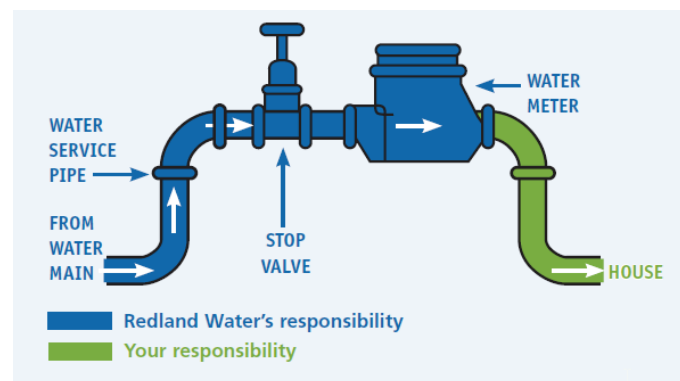 WATER
METER
WATER
SERVICE
PIPE
FROM
WATER
MAIN
STOP
VALVE
HOUSE
Redland Water's responsibility
Your responsibility